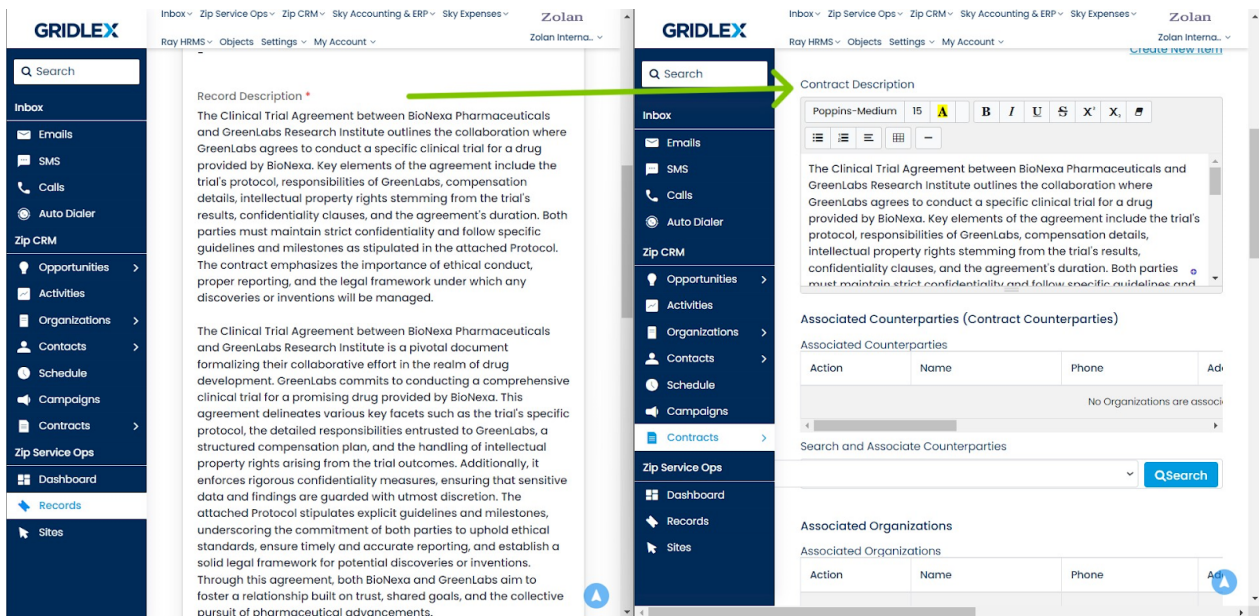 GRIDLEX
Inbox Zip Service Ops Zip CRM Sky Accounting & ERP Sky Expenses
Ray HRMS Objects Settings My Account
Zolan
Zolan Interna..
Search
Inbox
Emails
SMS
Calls
Auto Dialer
Zip CRM
Opportunities
Activities
Organizations
Contacts
Schedule
Campaigns
Contracts
Zip Service Ops
Dashboard
Records
Sites
Record Description *
The Clinical Trial Agreement between BioNexa Pharmaceuticals
and GreenLabs Research Institute outlines the collaboration where
GreenLabs agrees to conduct a specific clinical trial for a drug
provided by BioNexa. Key elements of the agreement include the
trial's protocol, responsibilities of GreenLabs, compensation
details, intellectual property rights stemming from the trial's
results, confidentiality clauses, and the agreement's duration. Both
parties must maintain strict confidentiality and follow specific
guidelines and milestones as stipulated in the attached Protocol.
The contract emphasizes the importance of ethical conduct,
proper reporting, and the legal framework under which any
discoveries or inventions will be managed.
The Clinical Trial Agreement between BioNexa Pharmaceuticals
and GreenLabs Research Institute is a pivotal document
formalizing their collaborative effort in the realm of drug
development. GreenLabs commits to conducting a comprehensive
clinical trial for a promising drug provided by BioNexa. This
agreement delineates various key facets such as the trial's specific
protocol, the detailed responsibilities entrusted to GreenLabs, a
structured compensation plan, and the handling of intellectual
property rights arising from the trial outcomes. Additionally, it
enforces rigorous confidentiality measures, ensuring that sensitive
data and findings are guarded with utmost discretion. The
attached Protocol stipulates explicit guidelines and milestones,
underscoring the commitment of both parties to uphold ethical
standards, ensure timely and accurate reporting, and establish a
solid legal framework for potential discoveries or inventions.
Through this agreement, both BioNexa and GreenLabs aim to
foster a relationship built on trust, shared goals, and the collective
pursuit of pharmaceutical advancements.
GRIDLEX
Inbox Zip Service Ops Zip CRM Sky Accounting & ERP Sky Expenses
Ray HRMS Objects Settings My Account
Zolan
Zolan Interna..
Search
Inbox
Emails
SMS
Calls
Auto Dialer
Zip CRM
Opportunities
Activities
Organizations
Contacts
Schedule
Campaigns
Contracts
Zip Service Ops
Dashboard
Records
Sites
Create New Item
Contract Description
Poppins-Medium 15 A B I U S X² X₂
The Clinical Trial Agreement between BioNexa Pharmaceuticals and
GreenLabs Research Institute outlines the collaboration where
GreenLabs agrees to conduct a specific clinical trial for a drug
provided by BioNexa. Key elements of the agreement include the trial's
protocol, responsibilities of GreenLabs, compensation details,
intellectual property rights stemming from the trial's results,
confidentiality clauses, and the agreement's duration. Both parties
must maintain strict confidentiality and follow specific guidelines and
Associated Counterparties (Contract Counterparties)
Associated Counterparties
Action Name Phone
No Organizations are
Search and Associate Counterparties
Search
Associated Organizations
Associated Organizations
Action Name Phone